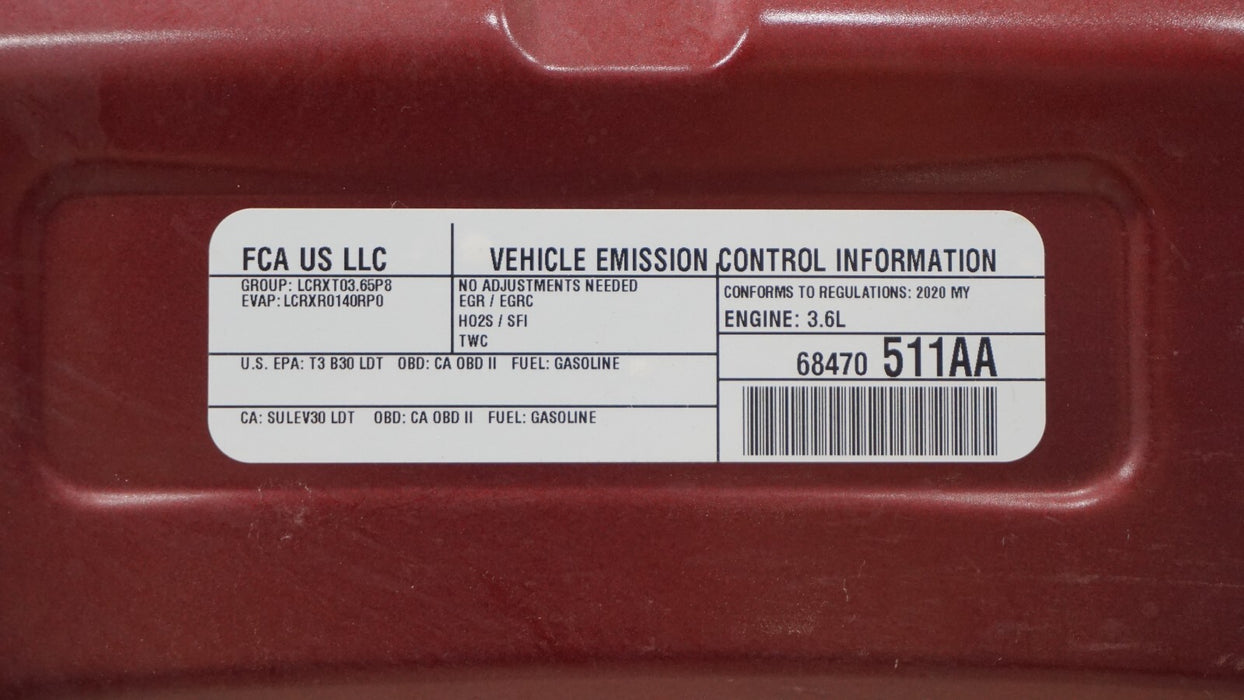 FCA US LLC
VEHICLE EMISSION CONTROL INFORMATION
GROUP: LCRXT03.65P8
EVAP: LCRXR0140RP0
NO ADJUSTMENTS NEEDED
EGR / EGRC
HO2S / SFI
TWC
CONFORMS TO REGULATIONS: 2020 MY
ENGINE: 3.6L
U.S. EPA: T3 B30 LDT OBD: CA OBD II FUEL: GASOLINE
68470 511AA
CA: SULEV30 LDT OBD: CA OBD II FUEL: GASOLINE